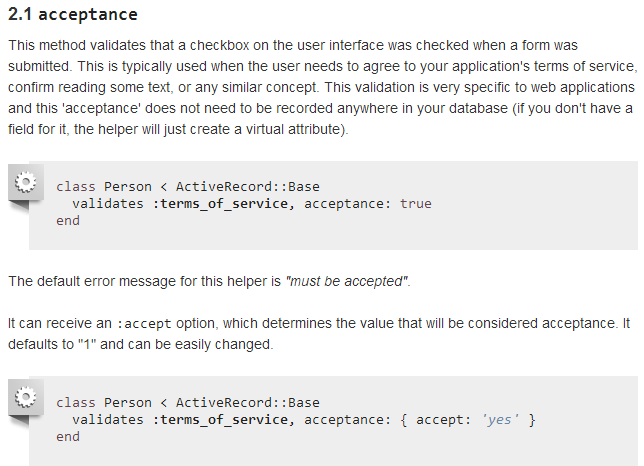 2.1 acceptance
This method validates that a checkbox on the user interface was checked when a form was
submitted. This is typically used when the user needs to agree to your application's terms of service,
confirm reading some text, or any similar concept. This validation is very specific to web applications
and this 'acceptance' does not need to be recorded anywhere in your database (if you don't have a
field for it, the helper will just create a virtual attribute).
class Person < ActiveRecord::Base
  validates :terms_of_service, acceptance: true
end
The default error message for this helper is "must be accepted".
It can receive an :accept option, which determines the value that will be considered acceptance. It
defaults to "1" and can be easily changed.
class Person < ActiveRecord::Base
  validates :terms_of_service, acceptance: { accept: 'yes' }
end